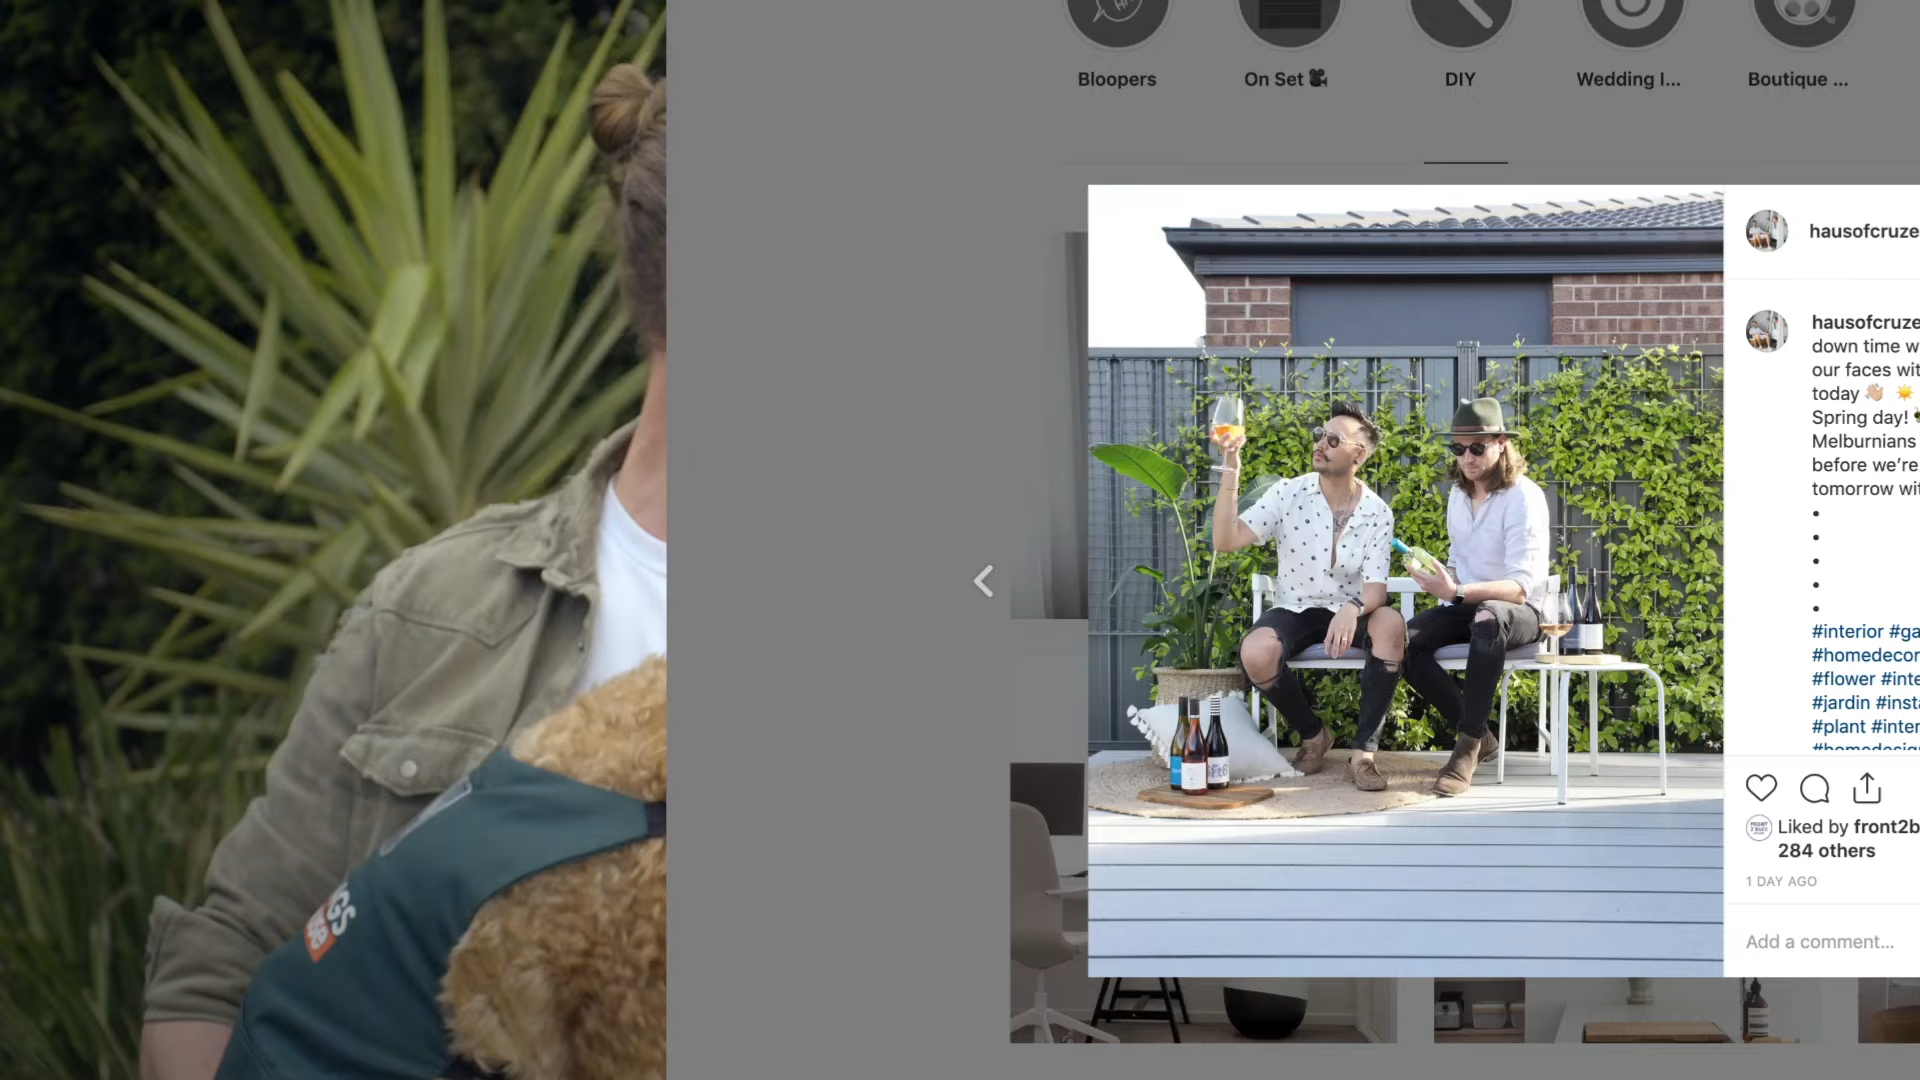 Bloopers
On Set
DIY
Wedding I...
Boutique ...
hausofcruze
hausofcruze
down time w
our faces wit
today
Spring day!
Melburnians
before we're
tomorrow wit
•
•
•
•
•
#interior #ga
#homedecor
#flower #inte
#jardin #insta
#plant #inter
#homedesig
Liked by front2b
284 others
1 DAY AGO
Add a comment...